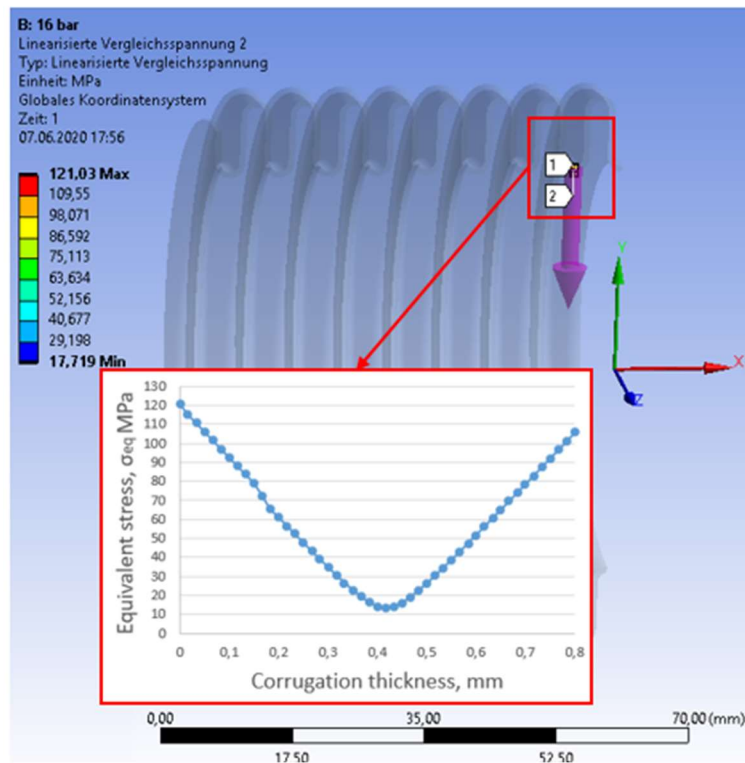 B: 16 bar
Linearisierte Vergleichsspannung 2
Typ: Linearisierte Vergleichsspannung
Einheit: MPa
Globales Koordinatensystem
Zeit: 1
07.06.2020 17:56
121,03 Max
109,55
98,071
86,592
75,113
63,634
52,156
40,677
29,198
17,719 Min
1
2
Y
X
Z
130
120
110
100
90
80
70
60
50
40
30
20
10
0
Equivalent stress, σeq MPa
0 0,1 0,2 0,3 0,4 0,5 0,6 0,7 0,8
Corrugation thickness, mm
0,00 35,00 70,00 (mm)
17,50 52,50